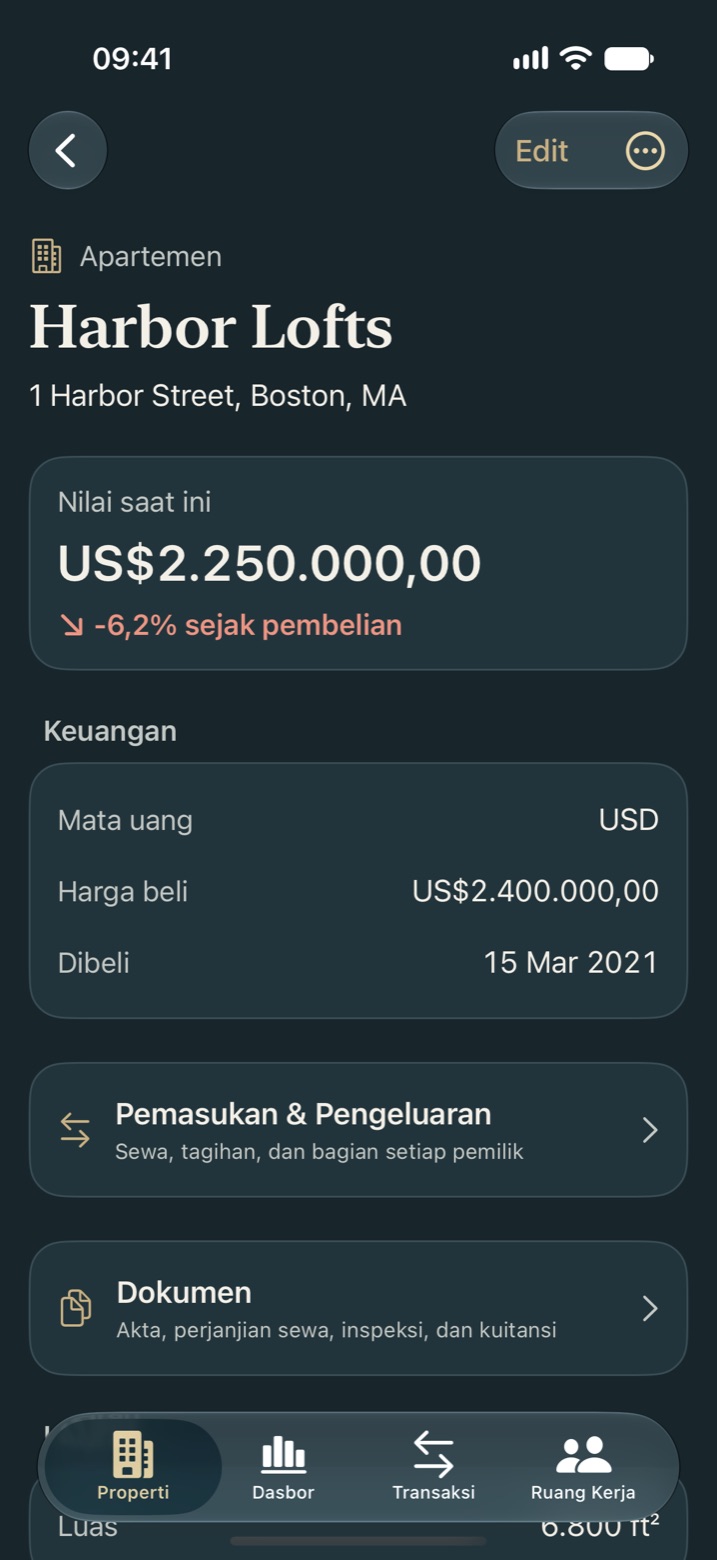 09:41
Edit
Apartemen
Harbor Lofts
1 Harbor Street, Boston, MA
Nilai saat ini
US$2.250.000,00
-6,2% sejak pembelian
Keuangan
Mata uang USD
Harga beli US$2.400.000,00
Dibeli 15 Mar 2021
Pemasukan & Pengeluaran
Sewa, tagihan, dan bagian setiap pemilik
Dokumen
Akta, perjanjian sewa, inspeksi, dan kuitansi
Properti Dasbor Transaksi Ruang Kerja
Luas 6.800 ft²